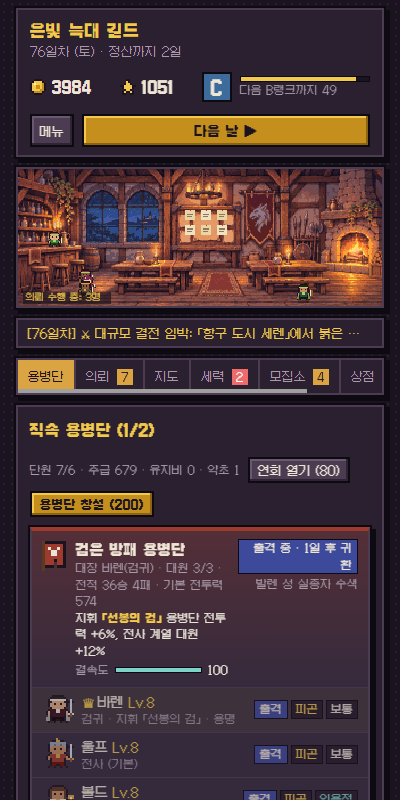 은빛 늑대 길드
76일차 (토) · 정산까지 2일
3984 1051 C 다음 B랭크까지 49
메뉴 다음 날 ▶
의뢰 수행 중: 3명
[76일차] ⚔ 대규모 결전 임박: 「항구 도시 세렌」에서 붉은 …
용병단 의뢰 7 지도 세력 2 모집소 4 상점
직속 용병단 (1/2)
단원 7/6 · 주급 679 · 유지비 0 · 약초 1 연회 열기 (80)
용병단 창설 (200)
검은 방패 용병단
대장 바렌(검귀) · 대원 3/3 ·
전적 36승 4패 · 기본 전투력
574
지휘 「선봉의 검」 용병단 전투
력 +6%, 전사 계열 대원
+12%
결속도 100
출격 중 · 1일 후 귀
환
빌렌 성 실종자 수색
♛바렌 Lv.8
검귀 · 지휘 「선봉의 검」 · 용명
출격 피곤 보통
울프 Lv.8
전사 (기본)
출격 피곤 보통
볼드 Lv.8
출격 피곤